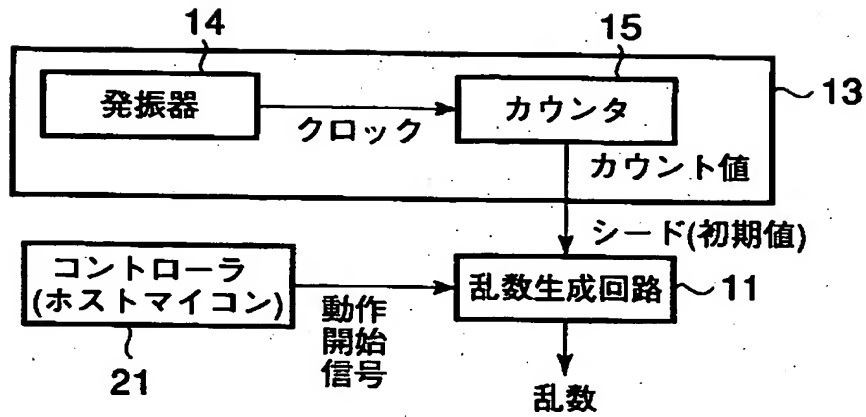 14
15
発振器
クロック
カウンタ
13
カウント値
シード(初期値)
コントローラ
(ホストマイコン)
動作
開始
信号
乱数生成回路
11
21
乱数